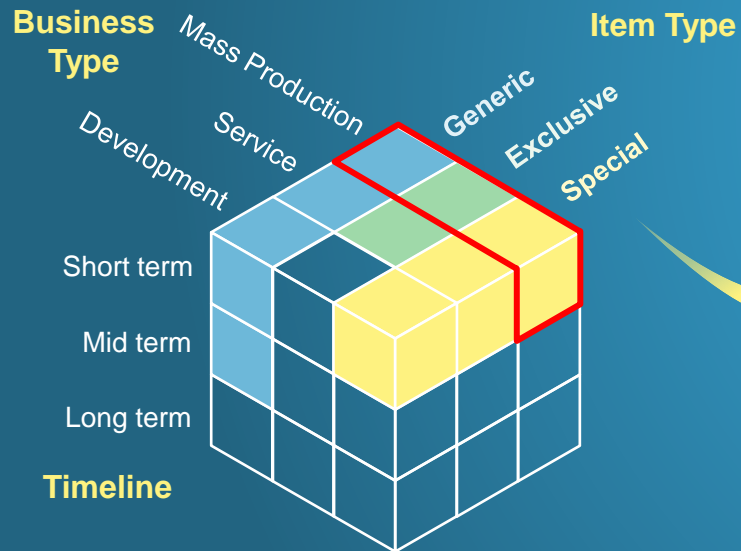 Business
Type
Item Type
Mass Production
Service
Development
Generic
Exclusive
Special
Short term
Mid term
Long term
Timeline